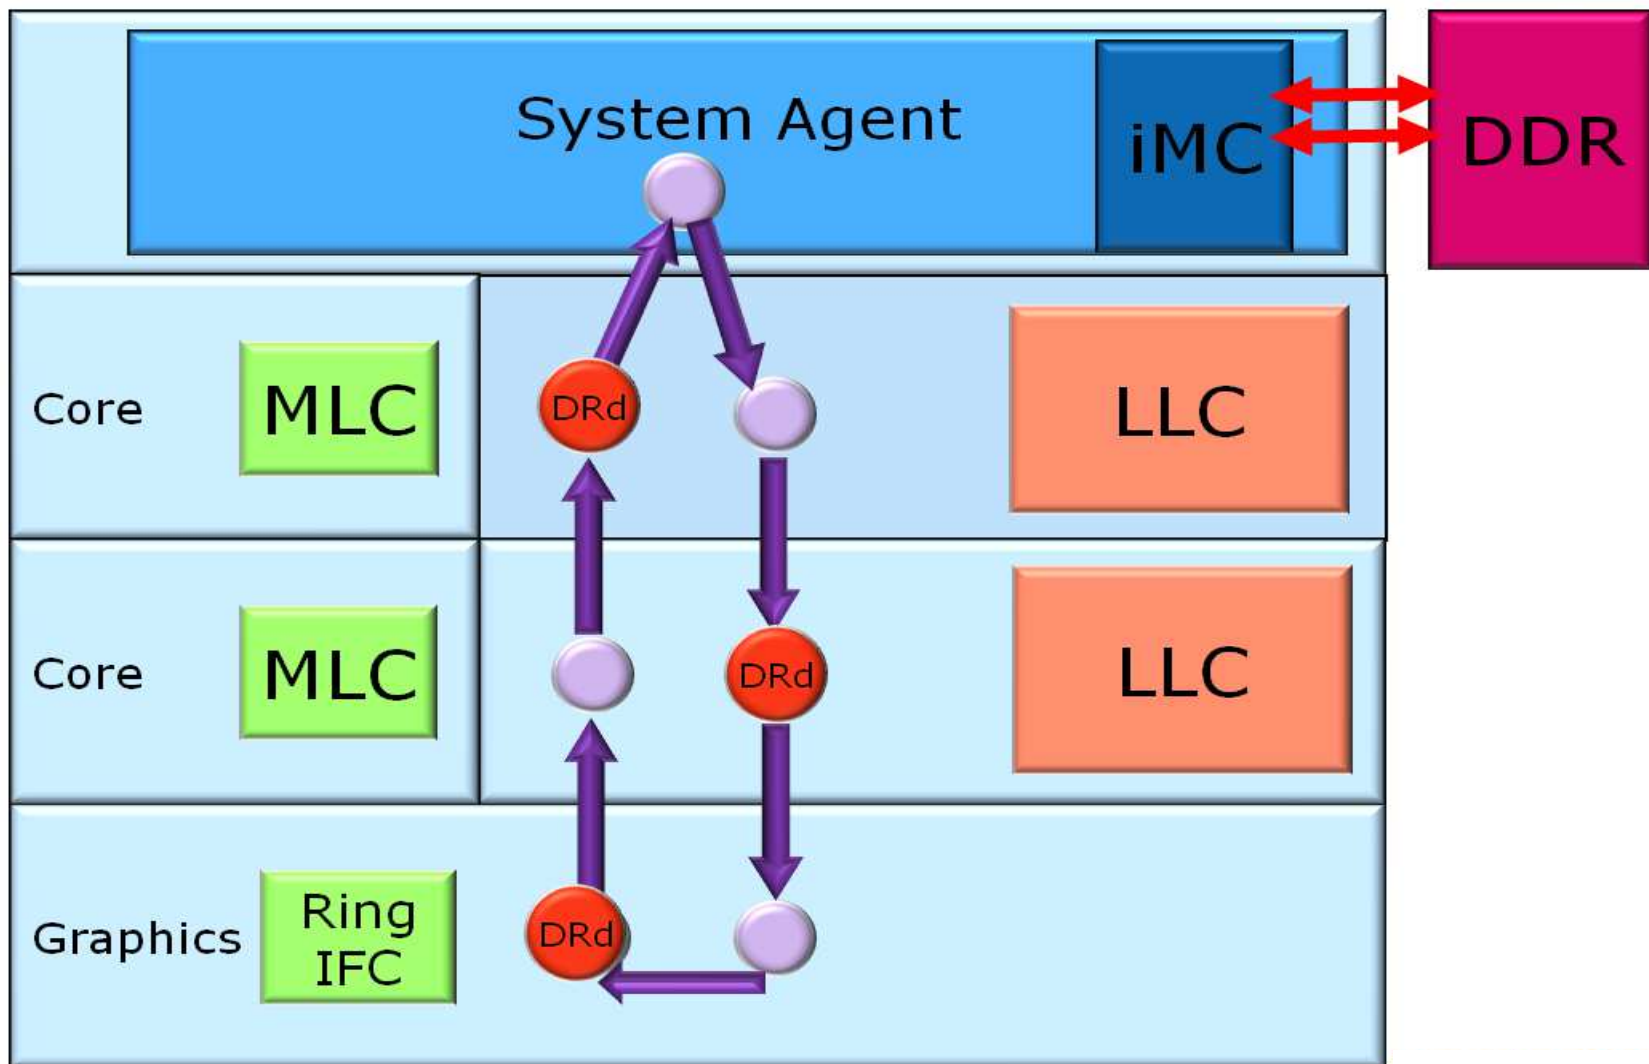 System Agent
iMC
DDR
Core
MLC
DRd
LLC
Core
MLC
DRd
LLC
Graphics
Ring
IFC
DRd